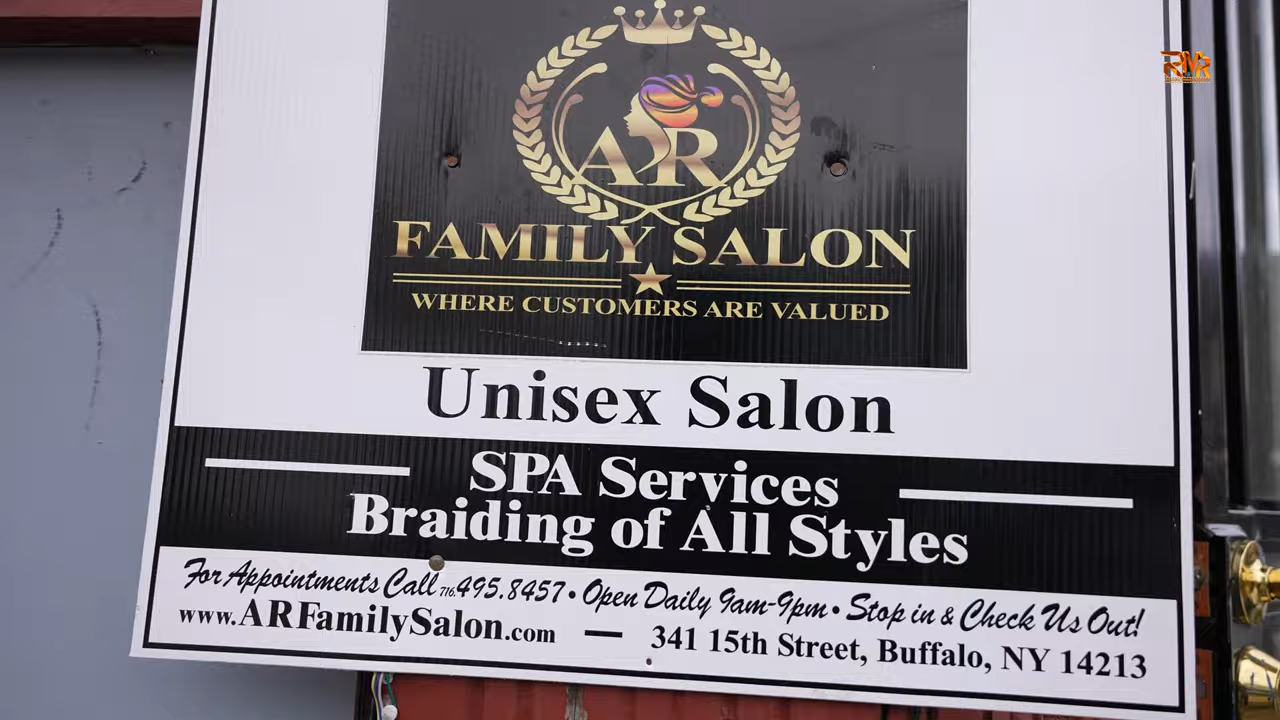 AR
FAMILY SALON
WHERE CUSTOMERS ARE VALUED
Unisex Salon
SPA Services
Braiding of All Styles
For Appointments Call 716.495.8457 • Open Daily 9am-9pm • Stop in & Check Us Out!
www.ARFamilySalon.com — 341 15th Street, Buffalo, NY 14213